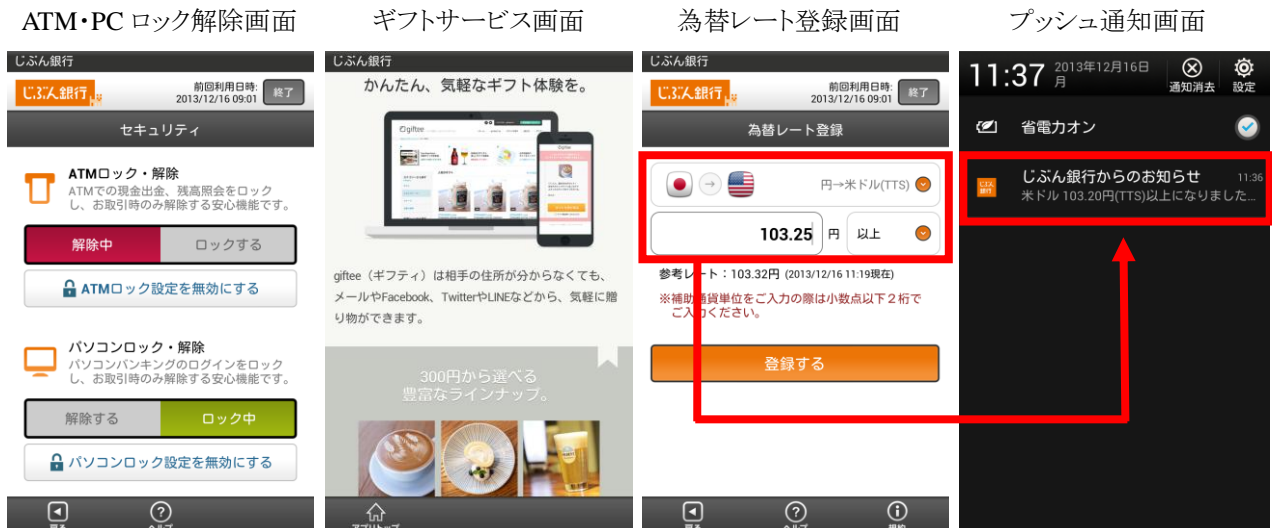 ATM・PC ロック解除画面
じぶん銀行
じぶん銀行
前回利用日時:
2013/12/16 09:01
終了
セキュリティ
ATMロック・解除
ATMでの現金出金、残高照会をロック
し、お取引時のみ解除する安心機能です。
解除中
ロックする
ATMロック設定を無効にする
パソコンロック・解除
パソコンバンキングのログインをロック
し、お取引時のみ解除する安心機能です。
解除する
ロック中
パソコンロック設定を無効にする
ギフトサービス画面
じぶん銀行
かんたん、気軽なギフト体験を。
giftee
giftee（ギフティ）は相手の住所が分からなくても、
メールやFacebook、TwitterやLINEなどから、気軽に贈
り物ができます。
300円から選べる
豊富なラインナップ。
為替レート登録画面
じぶん銀行
じぶん銀行
前回利用日時:
2013/12/16 09:01
終了
為替レート登録
円→米ドル(TTS)
103.25 円 以上
参考レート：103.32円 (2013/12/16 11:19現在)
※補助通貨単位をご入力の際は小数点以下２桁で
ご入力ください。
登録する
プッシュ通知画面
11:37
2013年12月16日
月
通知消去
設定
省電力オン
じぶん銀行
じぶん銀行からのお知らせ 11:36
米ドル 103.20円(TTS)以上になりました...